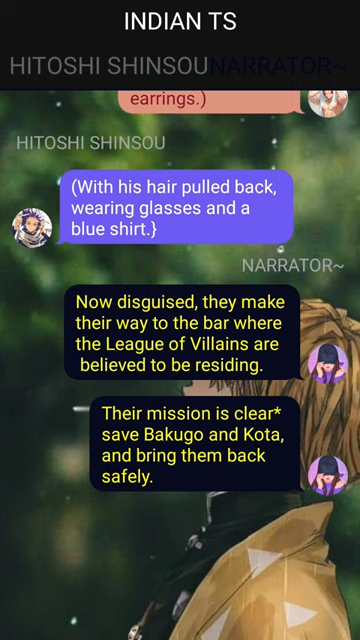 INDIAN TS
HITOSHI SHINSOU NARRATOR~
earrings.)
HITOSHI SHINSOU
(With his hair pulled back,
wearing glasses and a
blue shirt.}
NARRATOR~
Now disguised, they make
their way to the bar where
the League of Villains are
believed to be residing.
Their mission is clear*
save Bakugo and Kota,
and bring them back
safely.